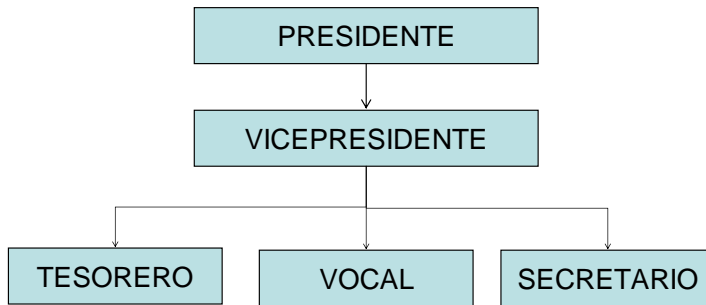 PRESIDENTE
VICEPRESIDENTE
TESORERO
VOCAL
SECRETARIO